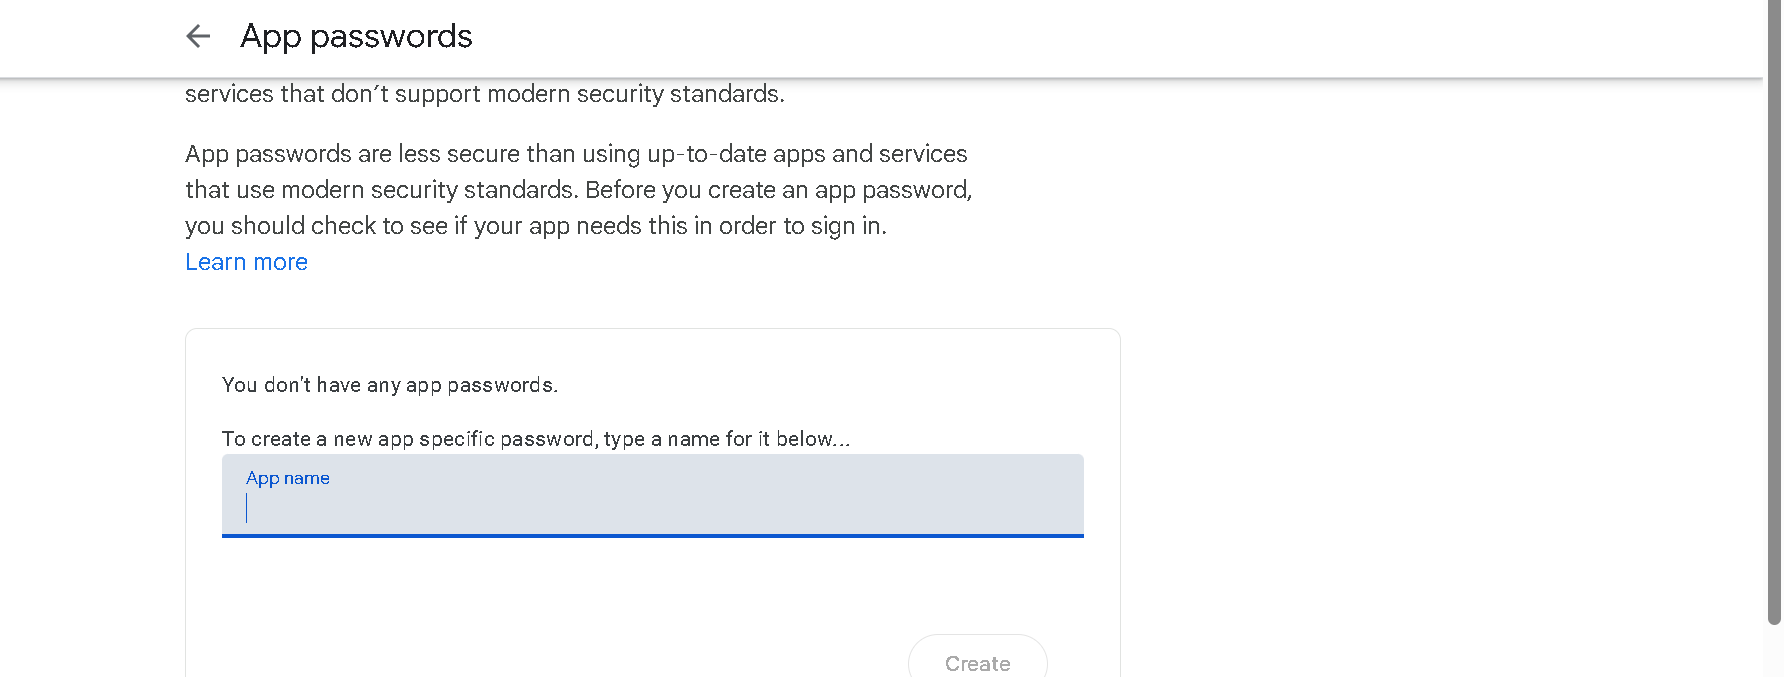 App passwords
services that don’t support modern security standards.
App passwords are less secure than using up-to-date apps and services
that use modern security standards. Before you create an app password,
you should check to see if your app needs this in order to sign in.
Learn more
You don't have any app passwords.
To create a new app specific password, type a name for it below...
App name
Create